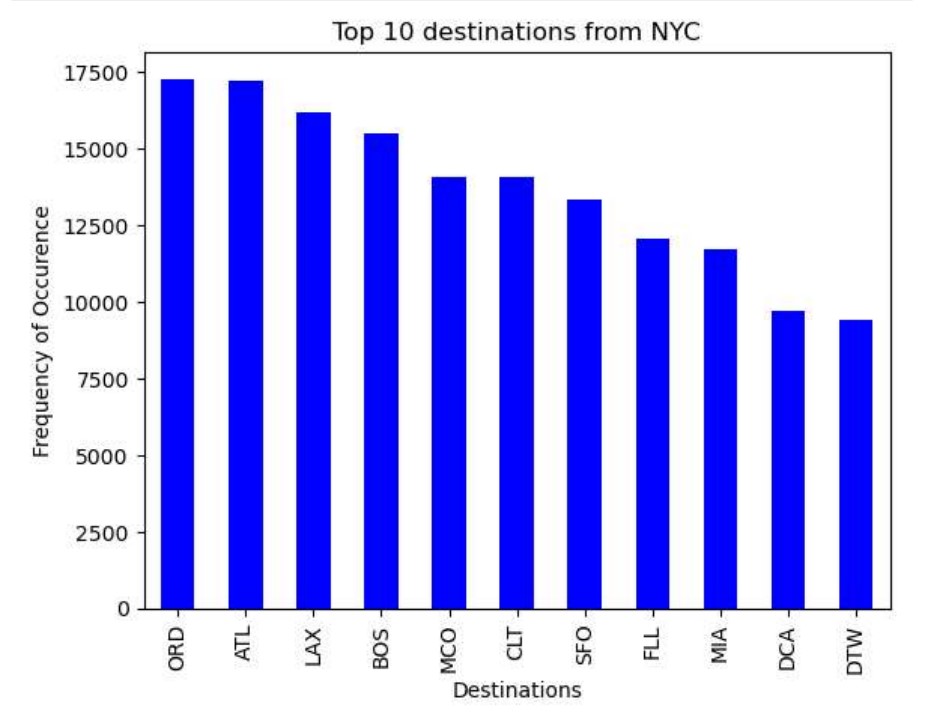 Top 10 destinations from NYC
17500
15000
12500
10000
7500
5000
2500
0
Frequency of Occurence
ORD ATL LAX BOS MCO CLT SFO FLL MIA DCA DTW
Destinations